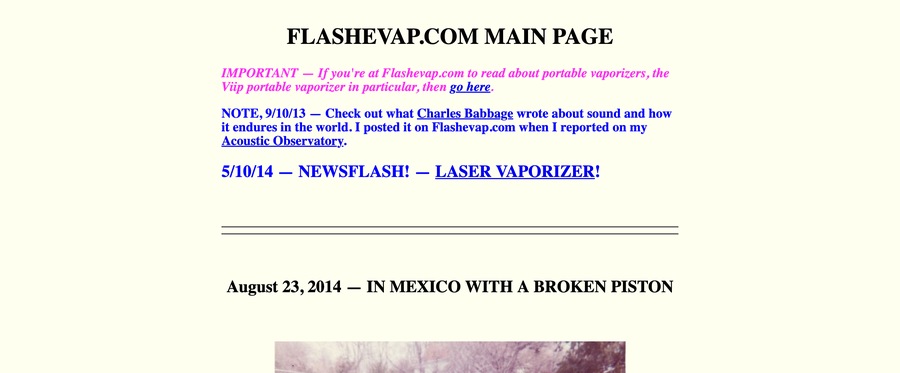 FLASHEVAP.COM MAIN PAGE
IMPORTANT — If you're at Flashevap.com to read about portable vaporizers, the
Viip portable vaporizer in particular, then go here.
NOTE, 9/10/13 — Check out what Charles Babbage wrote about sound and how
it endures in the world. I posted it on Flashevap.com when I reported on my
Acoustic Observatory.
5/10/14 — NEWSFLASH! — LASER VAPORIZER!
August 23, 2014 — IN MEXICO WITH A BROKEN PISTON